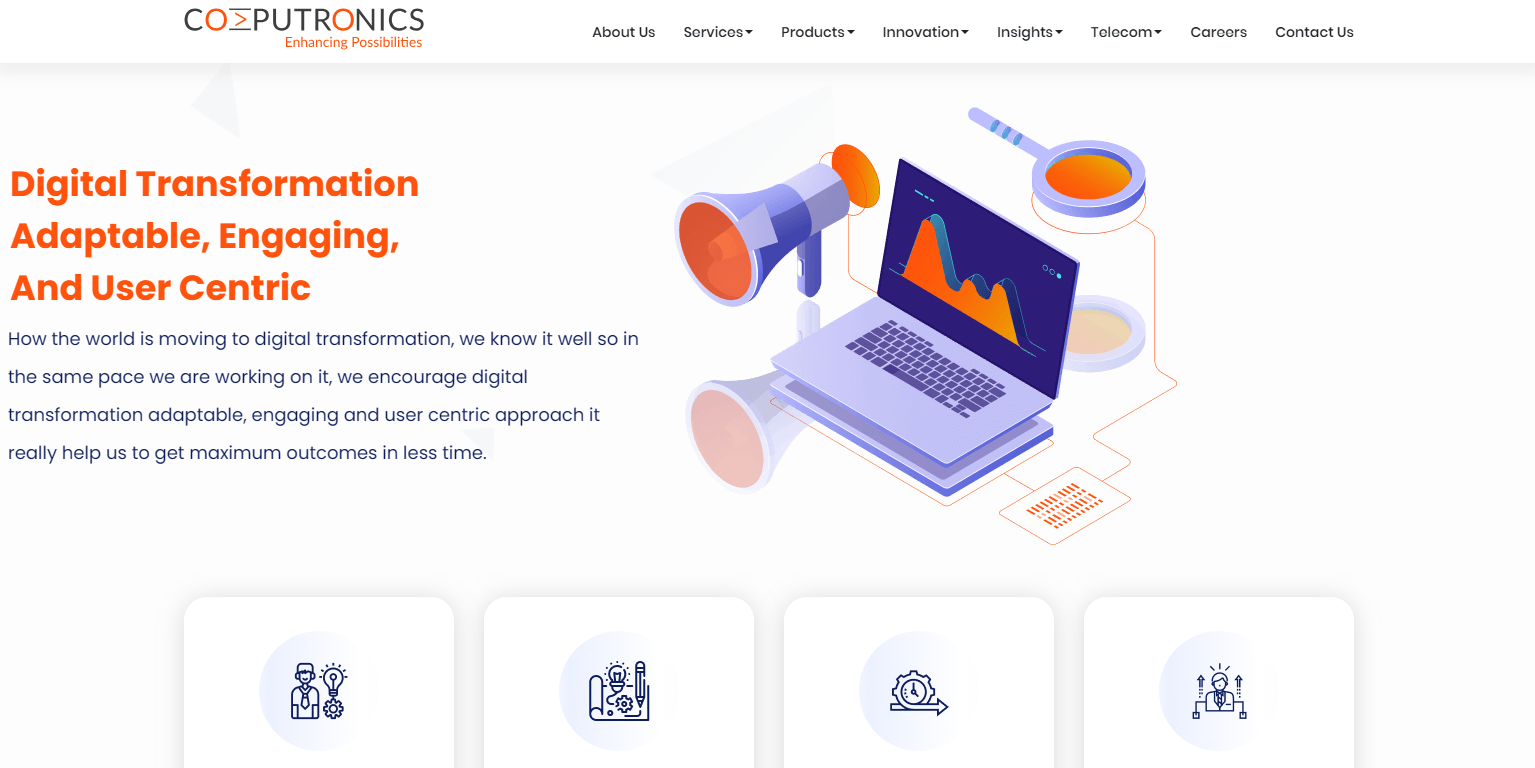 COMPUTRONICS
Enhancing Possibilities
About Us Services Products Innovation Insights Telecom Careers Contact Us
Digital Transformation
Adaptable, Engaging,
And User Centric
How the world is moving to digital transformation, we know it well so in
the same pace we are working on it, we encourage digital
transformation adaptable, engaging and user centric approach it
really help us to get maximum outcomes in less time.